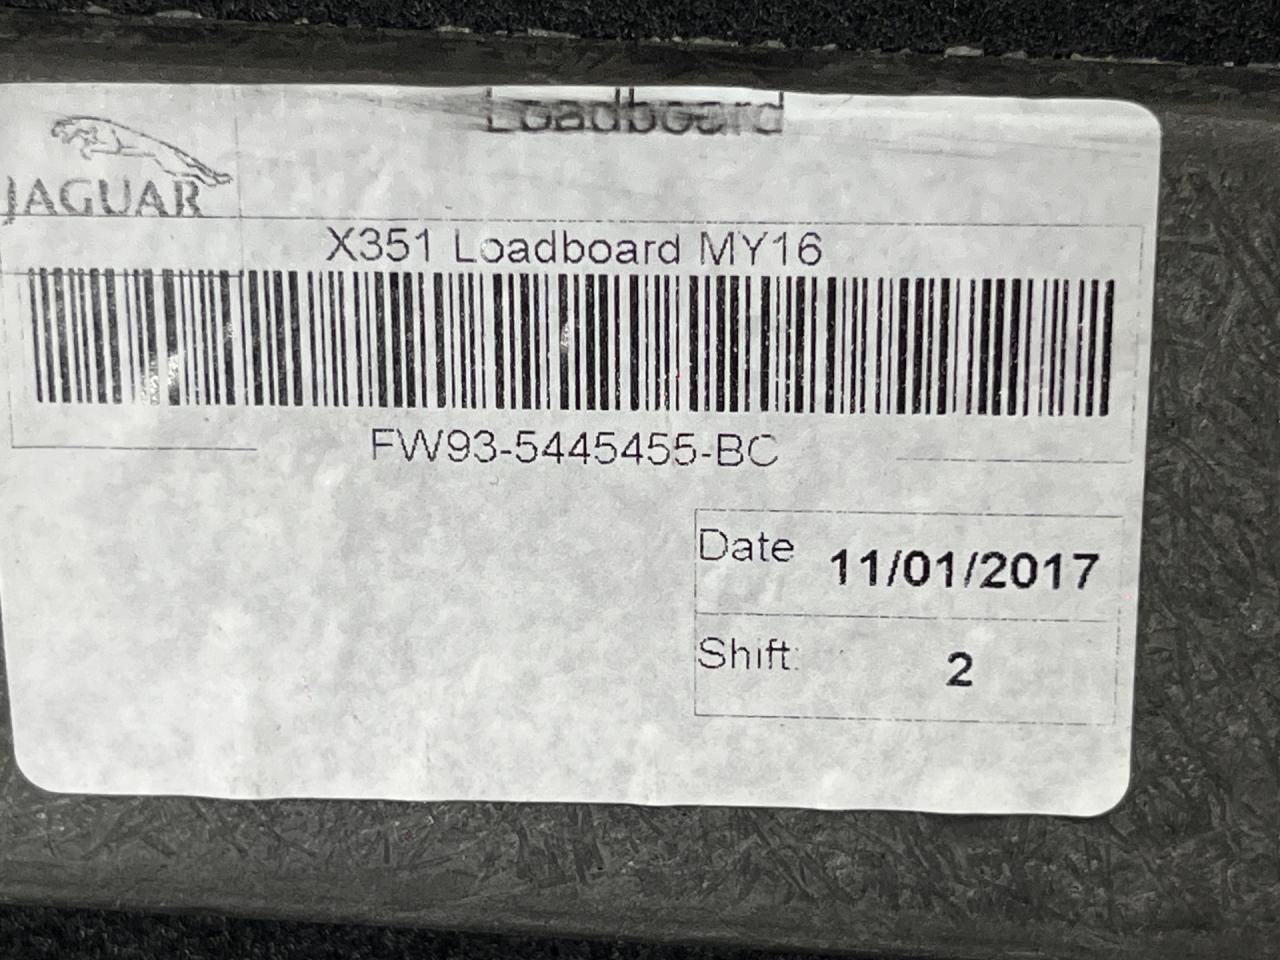 Loadboard
JAGUAR
X351 Loadboard MY16
FW93-5445455-BC
Date 11/01/2017
Shift: 2